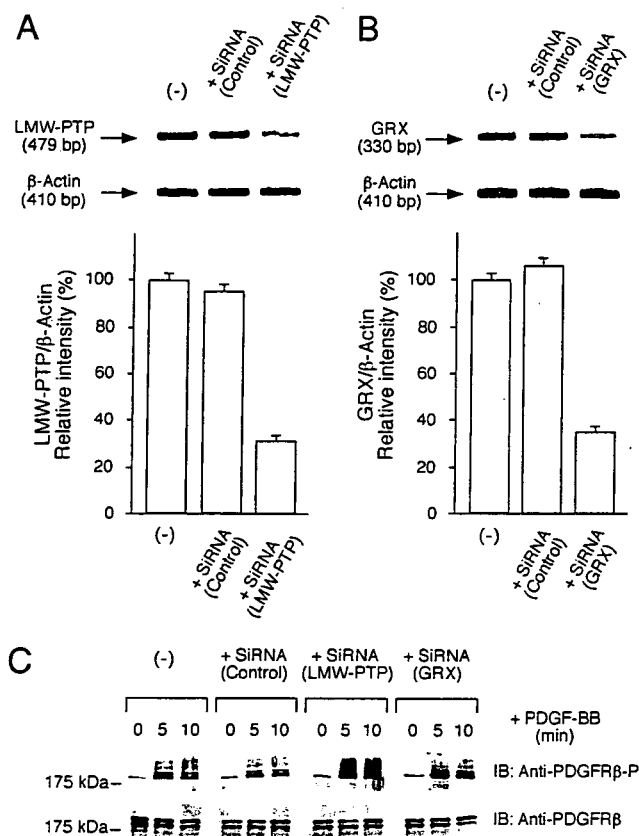 A
(-)
+ SiRNA
(Control)
+ SiRNA
(LMW-PTP)
LMW-PTP
(479 bp)
β-Actin
(410 bp)
LMW-PTP/β-Actin
Relative intensity (%)
100
80
60
40
20
0
(-)
+ SiRNA
(Control)
+ SiRNA
(LMW-PTP)
B
(-)
+ SiRNA
(Control)
+ SiRNA
(GRX)
GRX
(330 bp)
β-Actin
(410 bp)
GRX/β-Actin
Relative intensity (%)
100
80
60
40
20
0
(-)
+ SiRNA
(Control)
+ SiRNA
(GRX)
C
(-)
+ SiRNA
(Control)
+ SiRNA
(LMW-PTP)
+ SiRNA
(GRX)
0 5 10 0 5 10 0 5 10 0 5 10
+ PDGF-BB
(min)
175 kDa
IB: Anti-PDGFRβ-P
175 kDa
IB: Anti-PDGFRβ